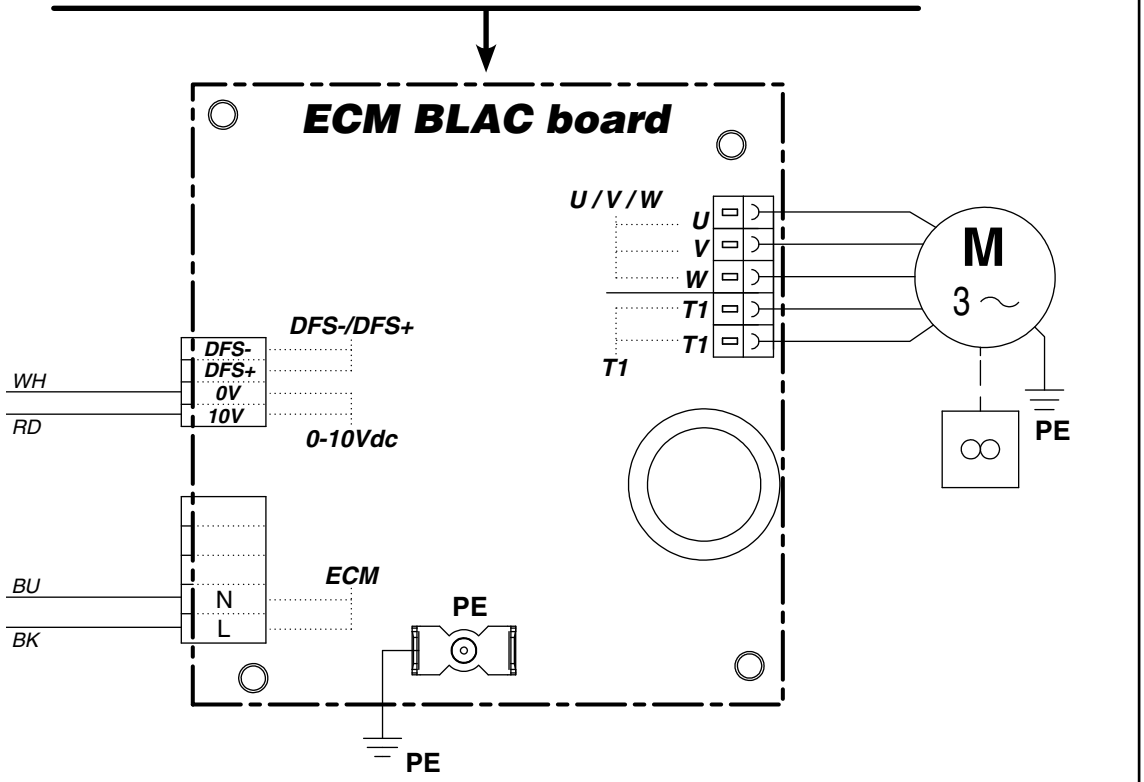 ECM BLAC board
U / V / W
U
V
W
T1
T1
T1
M
3
PE
DFS-/DFS+
DFS-
DFS+
0V
10V
0-10Vdc
WH
RD
BU
BK
N
L
ECM
PE
PE